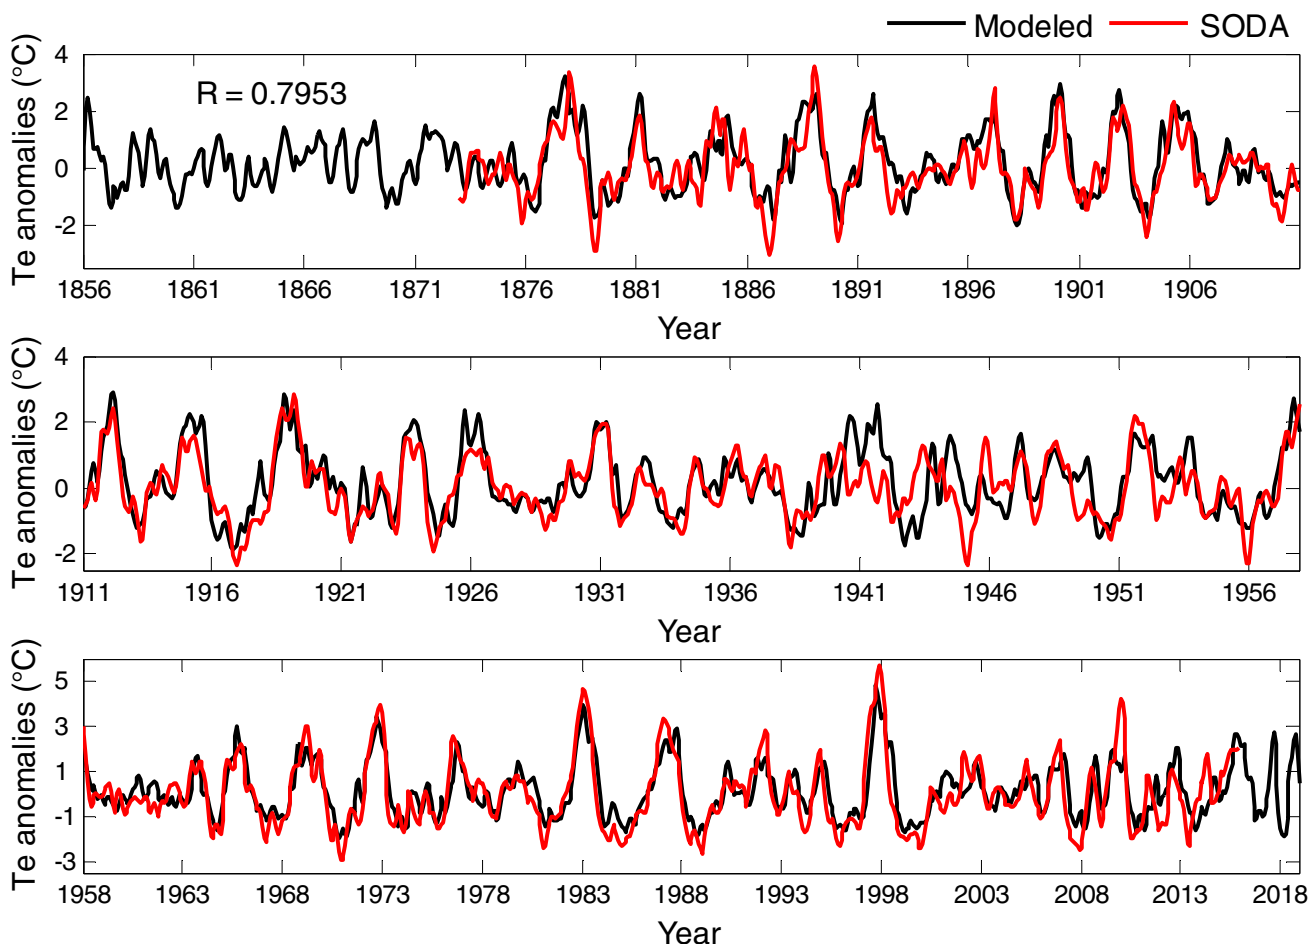 Modeled SODA
Te anomalies (°C)
4
2
0
-2
R = 0.7953
1856 1861 1866 1871 1876 1881 1886 1891 1896 1901 1906
Year
Te anomalies (°C)
4
2
0
-2
1911 1916 1921 1926 1931 1936 1941 1946 1951 1956
Year
Te anomalies (°C)
5
3
1
-1
-3
1958 1963 1968 1973 1978 1983 1988 1993 1998 2003 2008 2013 2018
Year